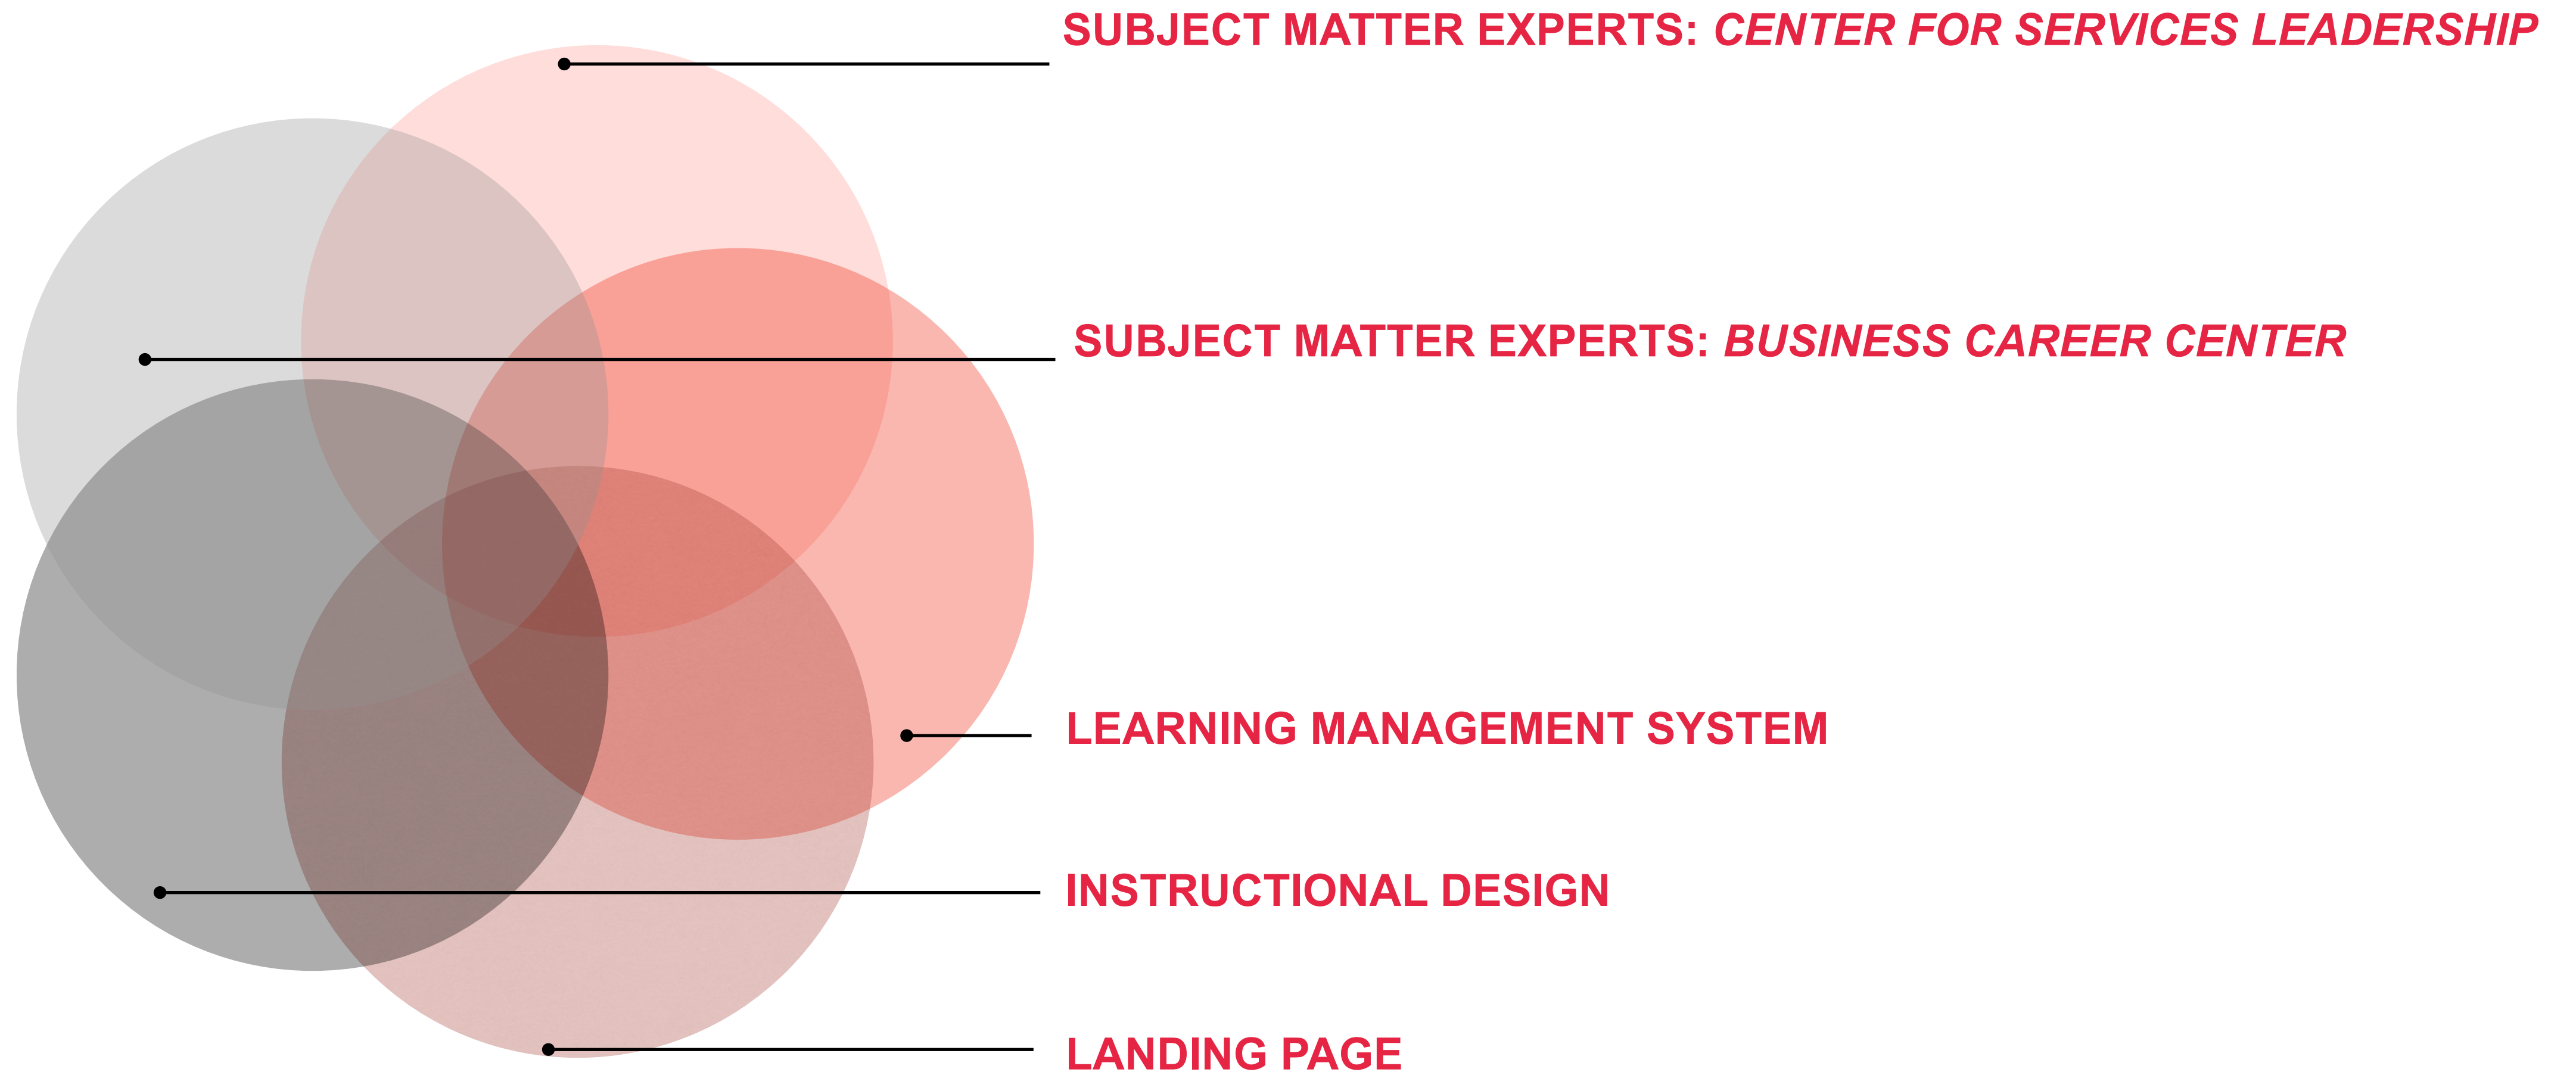 SUBJECT MATTER EXPERTS: CENTER FOR SERVICES LEADERSHIP
SUBJECT MATTER EXPERTS: BUSINESS CAREER CENTER
LEARNING MANAGEMENT SYSTEM
INSTRUCTIONAL DESIGN
LANDING PAGE